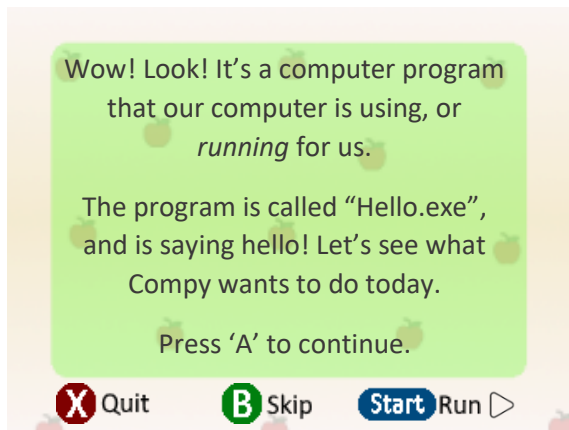 Wow! Look! It’s a computer program
that our computer is using, or
running for us.
The program is called “Hello.exe”,
and is saying hello! Let’s see what
Compy wants to do today.
Press ‘A’ to continue.
X Quit B Skip Start Run